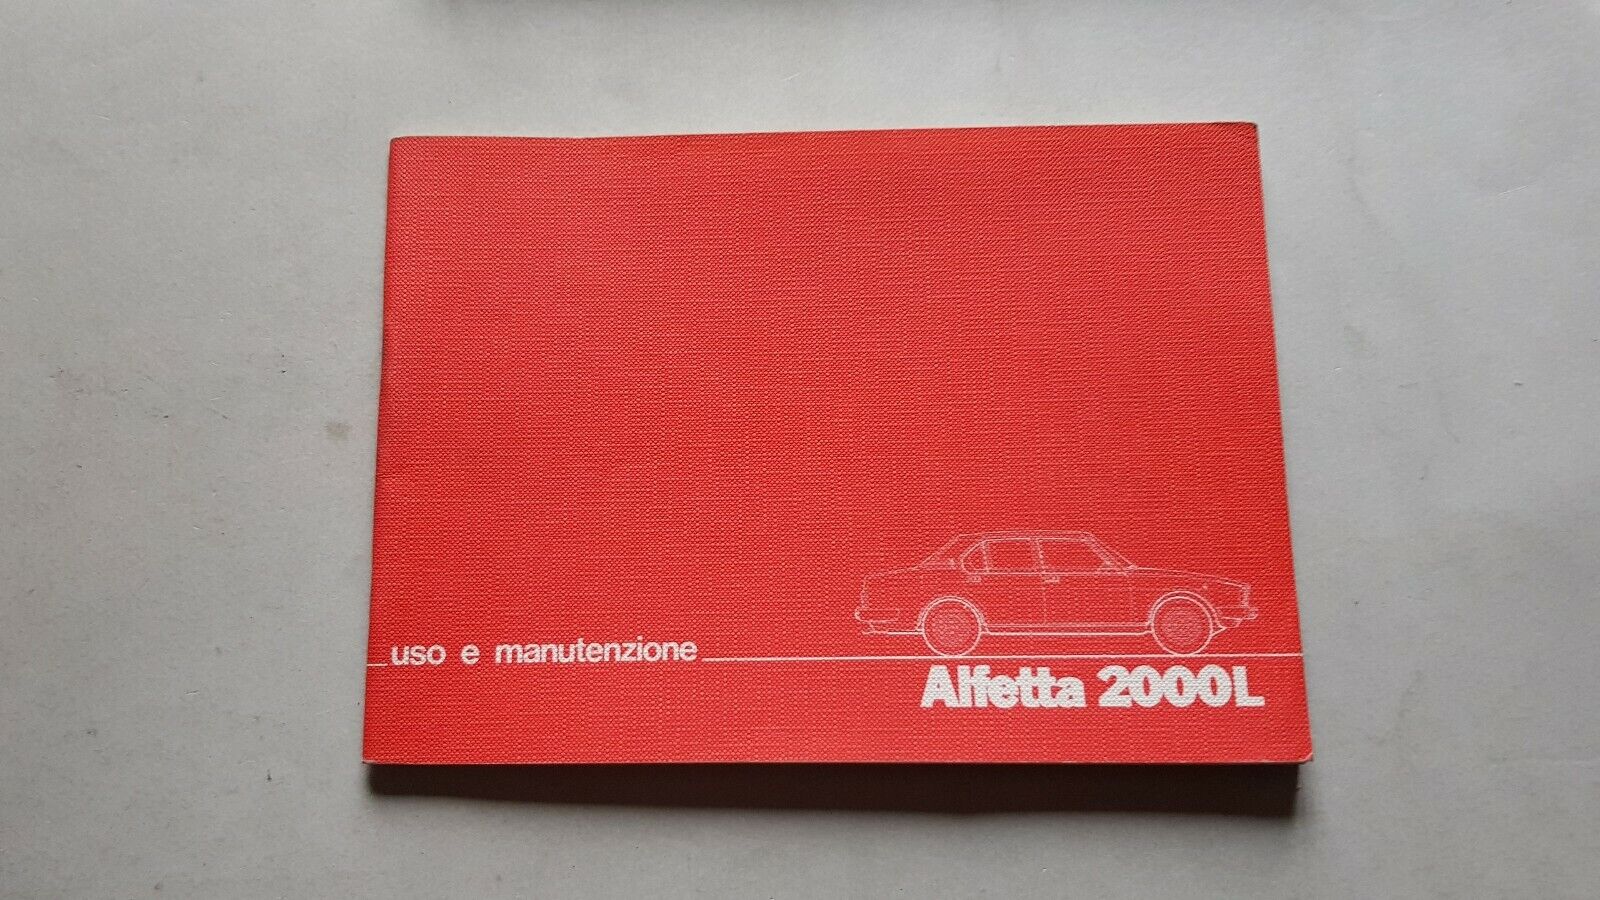 uso e manutenzione
Alfetta 2000L